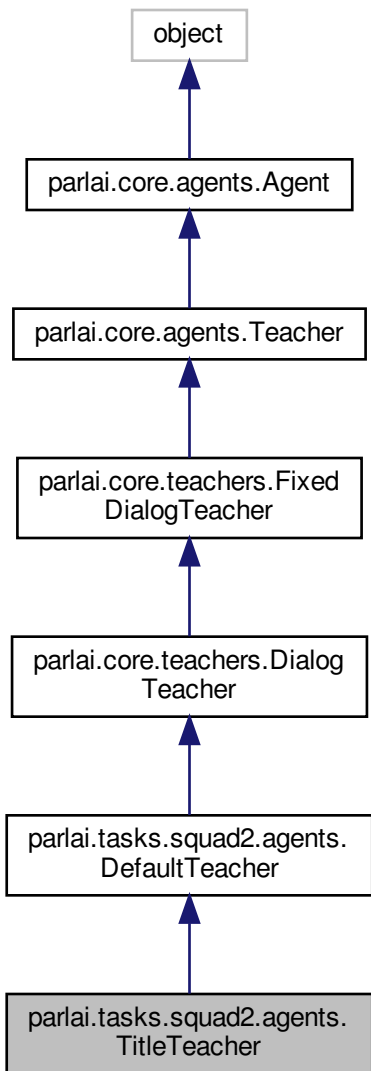 object
parlai.core.agents.Agent
parlai.core.agents.Teacher
parlai.core.teachers.Fixed
DialogTeacher
parlai.core.teachers.Dialog
Teacher
parlai.tasks.squad2.agents.
DefaultTeacher
parlai.tasks.squad2.agents.
TitleTeacher